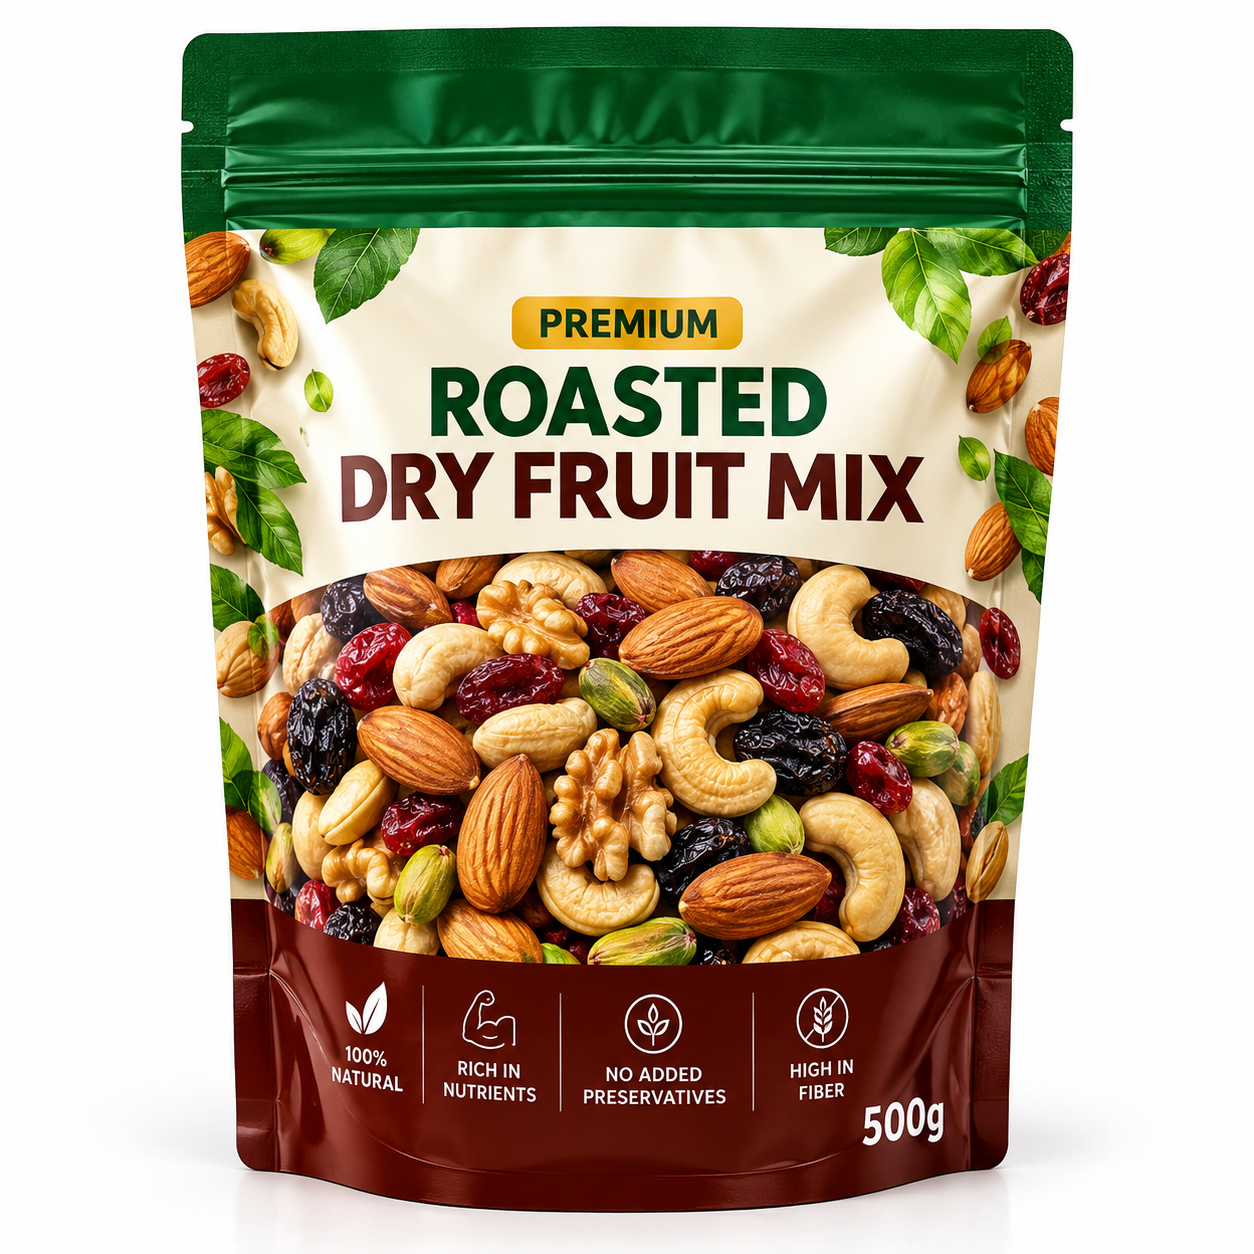 PREMIUM
ROASTED
DRY FRUIT MIX
100%
NATURAL
RICH IN
NUTRIENTS
NO ADDED
PRESERVATIVES
HIGH IN
FIBER
500g